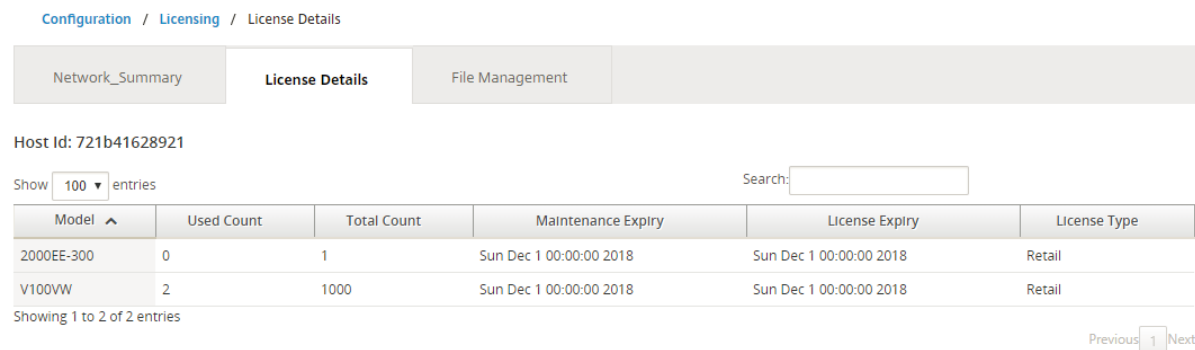 Configuration / Licensing / License Details
Network_Summary License Details File Management
Host Id: 721b41628921
Show 100 entries Search:
Model Used Count Total Count Maintenance Expiry License Expiry License Type
2000EE-300 0 1 Sun Dec 1 00:00:00 2018 Sun Dec 1 00:00:00 2018 Retail
V100VW 2 1000 Sun Dec 1 00:00:00 2018 Sun Dec 1 00:00:00 2018 Retail
Showing 1 to 2 of 2 entries
Previous 1 Next